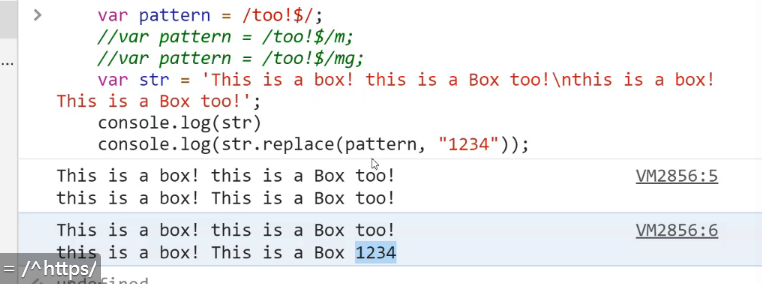 var pattern = /too!$/;
//var pattern = /too!$/m;
//var pattern = /too!$/mg;
var str = 'This is a box! this is a Box too!\nthis is a box!
This is a Box too!';
console.log(str)
console.log(str.replace(pattern, "1234"));
This is a box! this is a Box too! VM2856:5
this is a box! This is a Box too!
This is a box! this is a Box too! VM2856:6
this is a box! This is a Box 1234
= /^https/
undefined